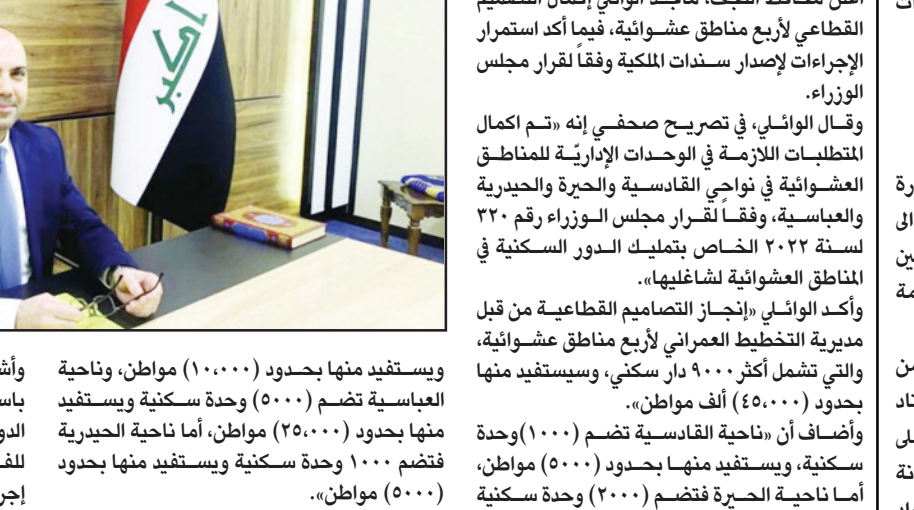 القطاعي لأربع مناطق عشوائية، فيما أكد استمرار
الإجراءات لإصدار سندات الملكية وفقاً لقرار مجلس
الوزراء.
وقال الوائلي، في تصريح صحفي إنه «تم اكمال
المتطلبات اللازمة في الوحدات الإداريّة للمناطق
العشوائية في نواحي القادسية والحيرة والحيدرية
والعباسية، وفقاً لقرار مجلس الوزراء رقم ٣٢٠
لسنة ٢٠٢٢ الخاص بتمليك الدور السكنية في
المناطق العشوائية لشاغليها».
وأكد الوائلي «إنجاز التصاميم القطاعية من قبل
مديرية التخطيط العمراني لأربع مناطق عشوائية،
والتي تشمل أكثر ٩٠٠٠ دار سكني، وسيستفيد منها
بحدود (٤٥،٠٠٠) ألف مواطن».
وأضاف أن «ناحية القادسية تضم (١٠٠٠)وحدة
سكنية، ويستفيد منها بحدود (٥٠٠٠) مواطن،
أما ناحية الحيرة فتضم (٢٠٠٠) وحدة سكنية
ويستفيد منها بحدود (١٠،٠٠٠) مواطن، وناحية
العباسية تضم (٥٠٠٠) وحدة سكنية ويستفيد
منها بحدود (٢٥،٠٠٠) مواطن، أما ناحية الحيدرية
فتضم ١٠٠٠ وحدة سكنية ويستفيد منها بحدود
(٥٠٠٠) مواطن».
أكبر